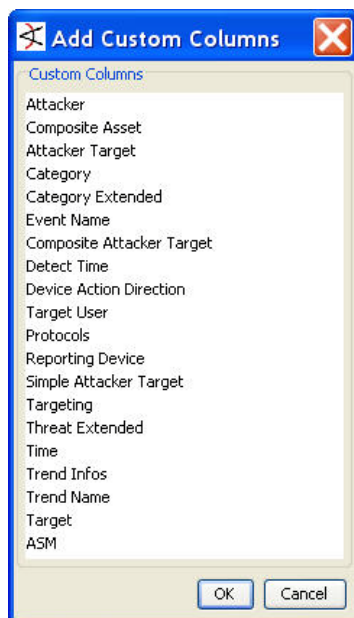 Add Custom Columns
Custom Columns
Attacker
Composite Asset
Attacker Target
Category
Category Extended
Event Name
Composite Attacker Target
Detect Time
Device Action Direction
Target User
Protocols
Reporting Device
Simple Attacker Target
Targeting
Threat Extended
Time
Trend Infos
Trend Name
Target
ASM
OK Cancel